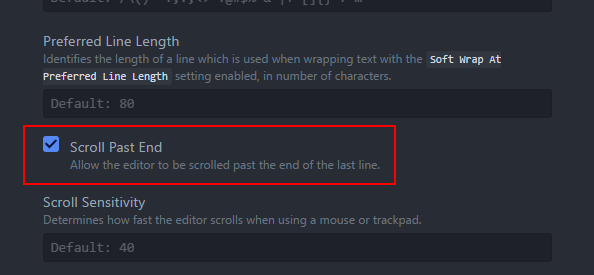 Preferred Line Length
Identifies the length of a line which is used when wrapping text with the Soft Wrap At
Preferred Line Length setting enabled, in number of characters.
Default: 80
Scroll Past End
Allow the editor to be scrolled past the end of the last line.
Scroll Sensitivity
Determines how fast the editor scrolls when using a mouse or trackpad.
Default: 40